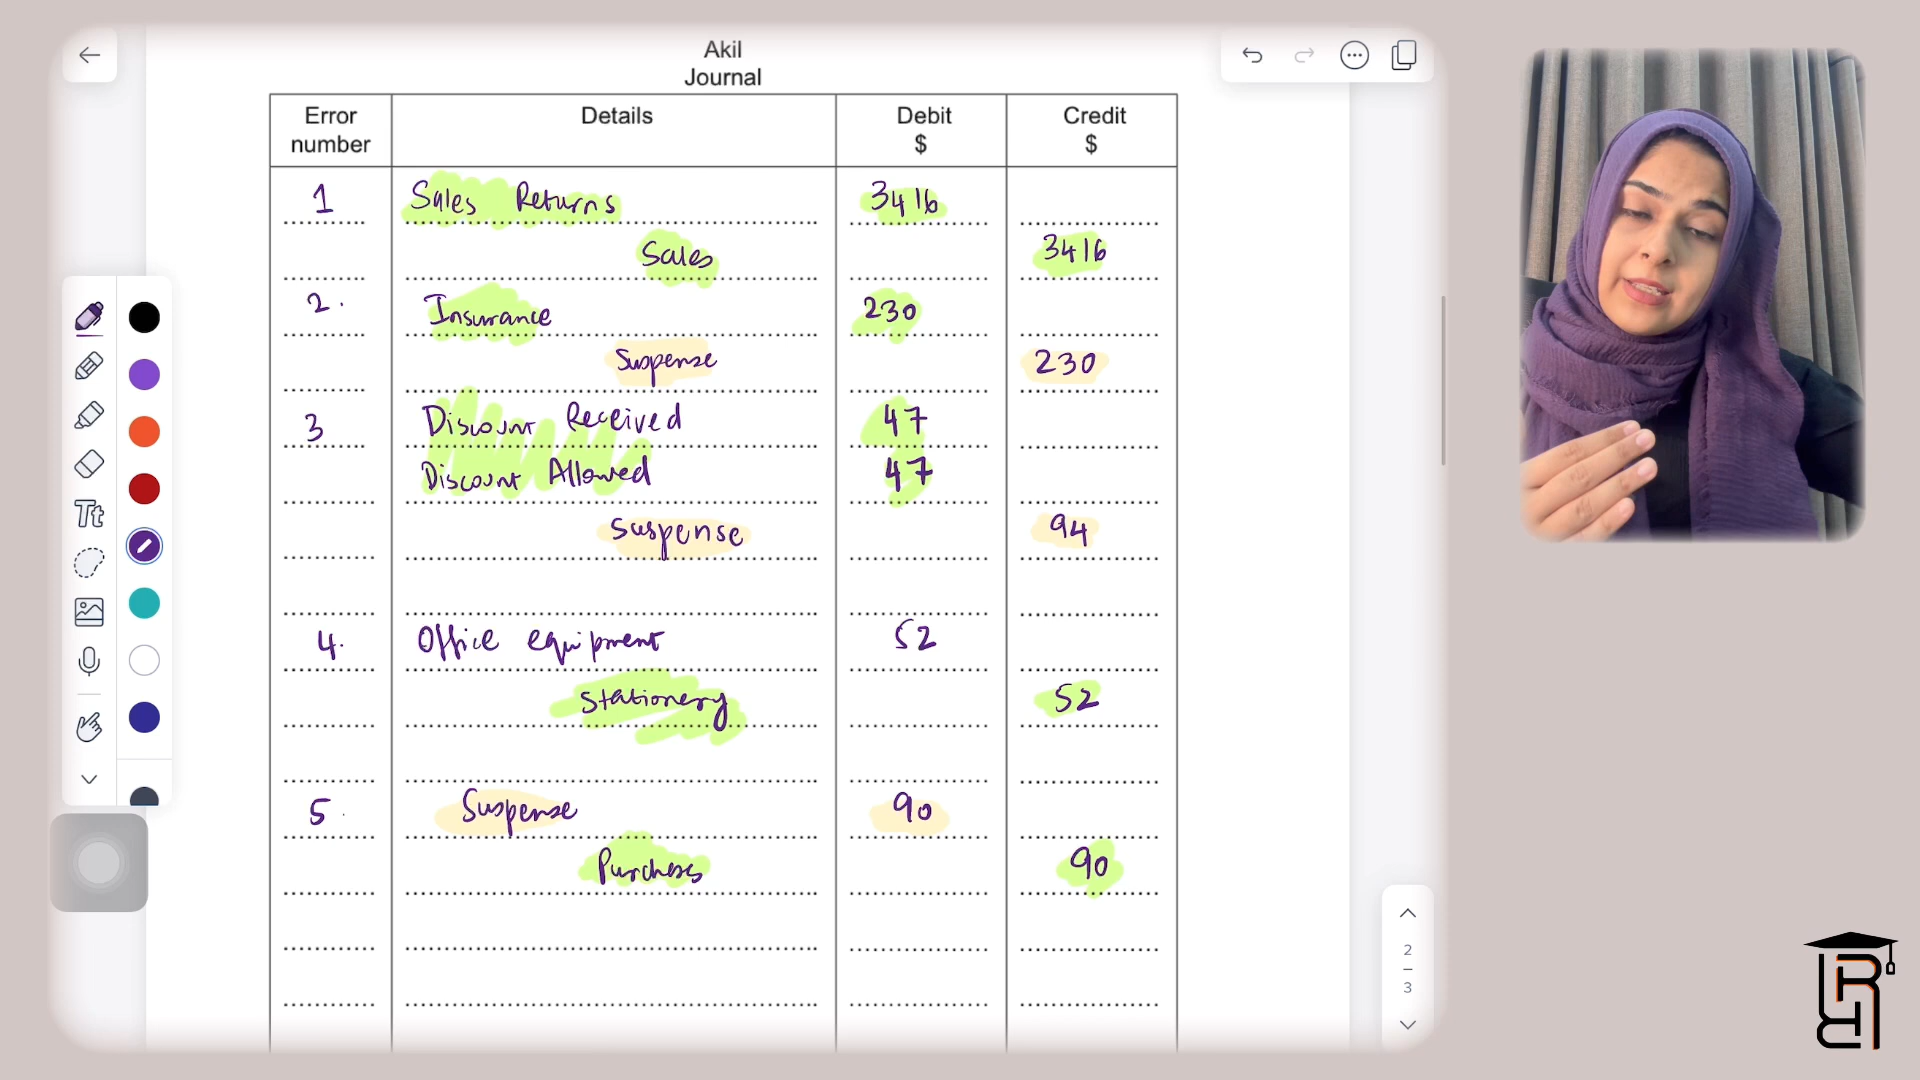 Akil
Journal
Error number Details Debit $ Credit $
1 Sales Returns 3416
Sales 3416
2. Insurance 230
Suspense 230
3 Discount Received 47
Discount Allowed 47
Suspense 94
4. Office equipment 52
Stationery 52
5. Suspense 90
Purchases 90
Tt
2
3